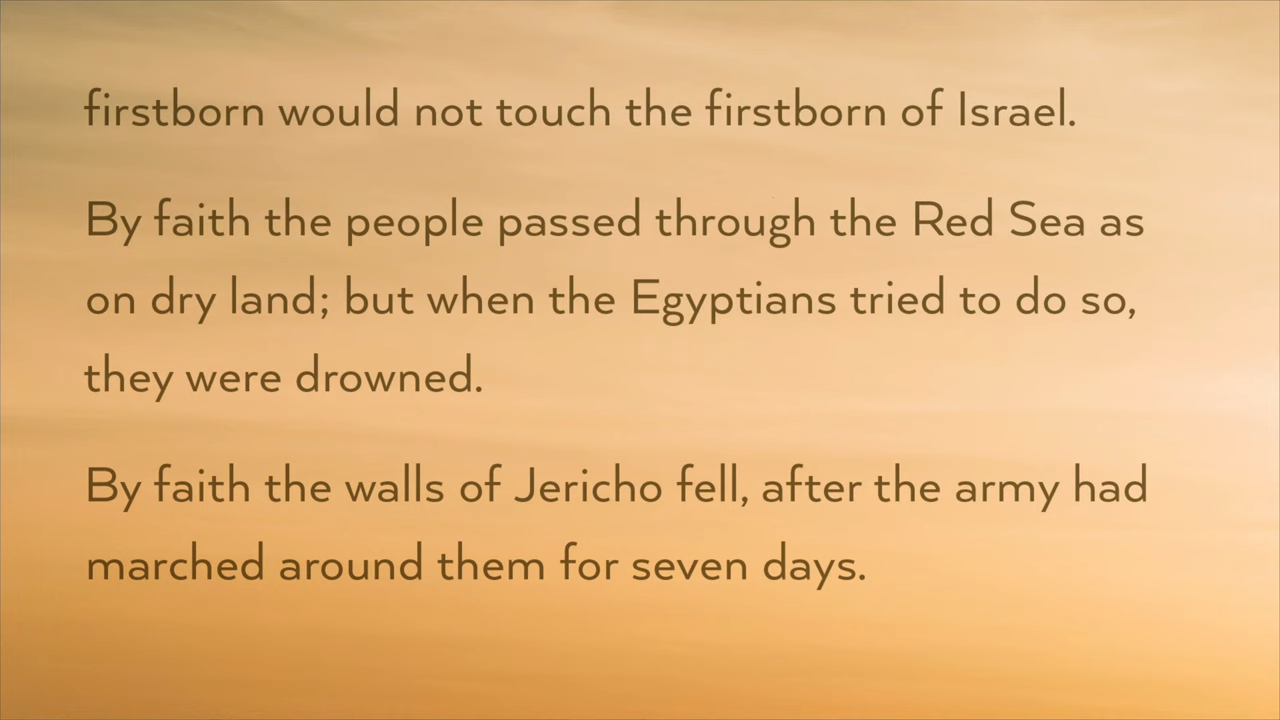 firstborn would not touch the firstborn of Israel.
By faith the people passed through the Red Sea as
on dry land; but when the Egyptians tried to do so,
they were drowned.
By faith the walls of Jericho fell, after the army had
marched around them for seven days.